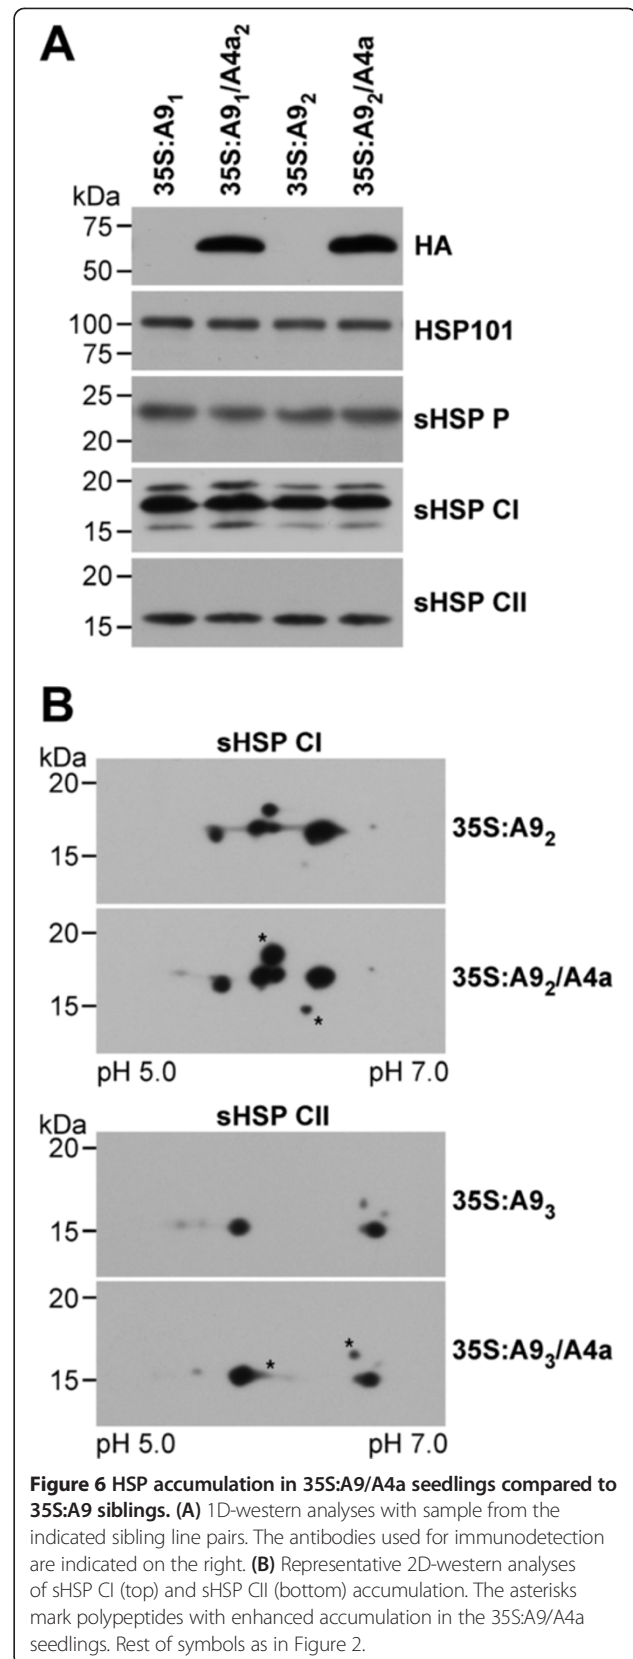 A
35S:A9₁
35S:A9₁/A4a₂
35S:A9₂
35S:A9₂/A4a
kDa
75
50
HA
100
75
HSP101
25
20
sHSP P
20
15
sHSP CI
20
15
sHSP CII
B
sHSP CI
kDa
20
15
35S:A9₂
20
15
*
*
35S:A9₂/A4a
pH 5.0 pH 7.0
sHSP CII
kDa
20
15
35S:A9₃
20
15
*
*
35S:A9₃/A4a
pH 5.0 pH 7.0
Figure 6 HSP accumulation in 35S:A9/A4a seedlings compared to
35S:A9 siblings. (A) 1D-western analyses with sample from the
indicated sibling line pairs. The antibodies used for immunodetection
are indicated on the right. (B) Representative 2D-western analyses
of sHSP CI (top) and sHSP CII (bottom) accumulation. The asterisks
mark polypeptides with enhanced accumulation in the 35S:A9/A4a
seedlings. Rest of symbols as in Figure 2.